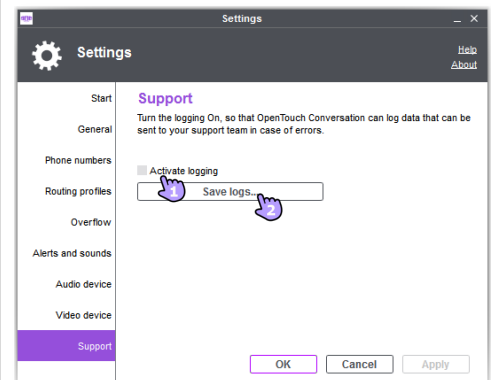 Settings
Settings
Help
About
Start
General
Phone numbers
Routing profiles
Overflow
Alerts and sounds
Audio device
Video device
Support
Support
Turn the logging On, so that OpenTouch Conversation can log data that can be
sent to your support team in case of errors.
Activate logging
1
Save logs...
2
OK
Cancel
Apply